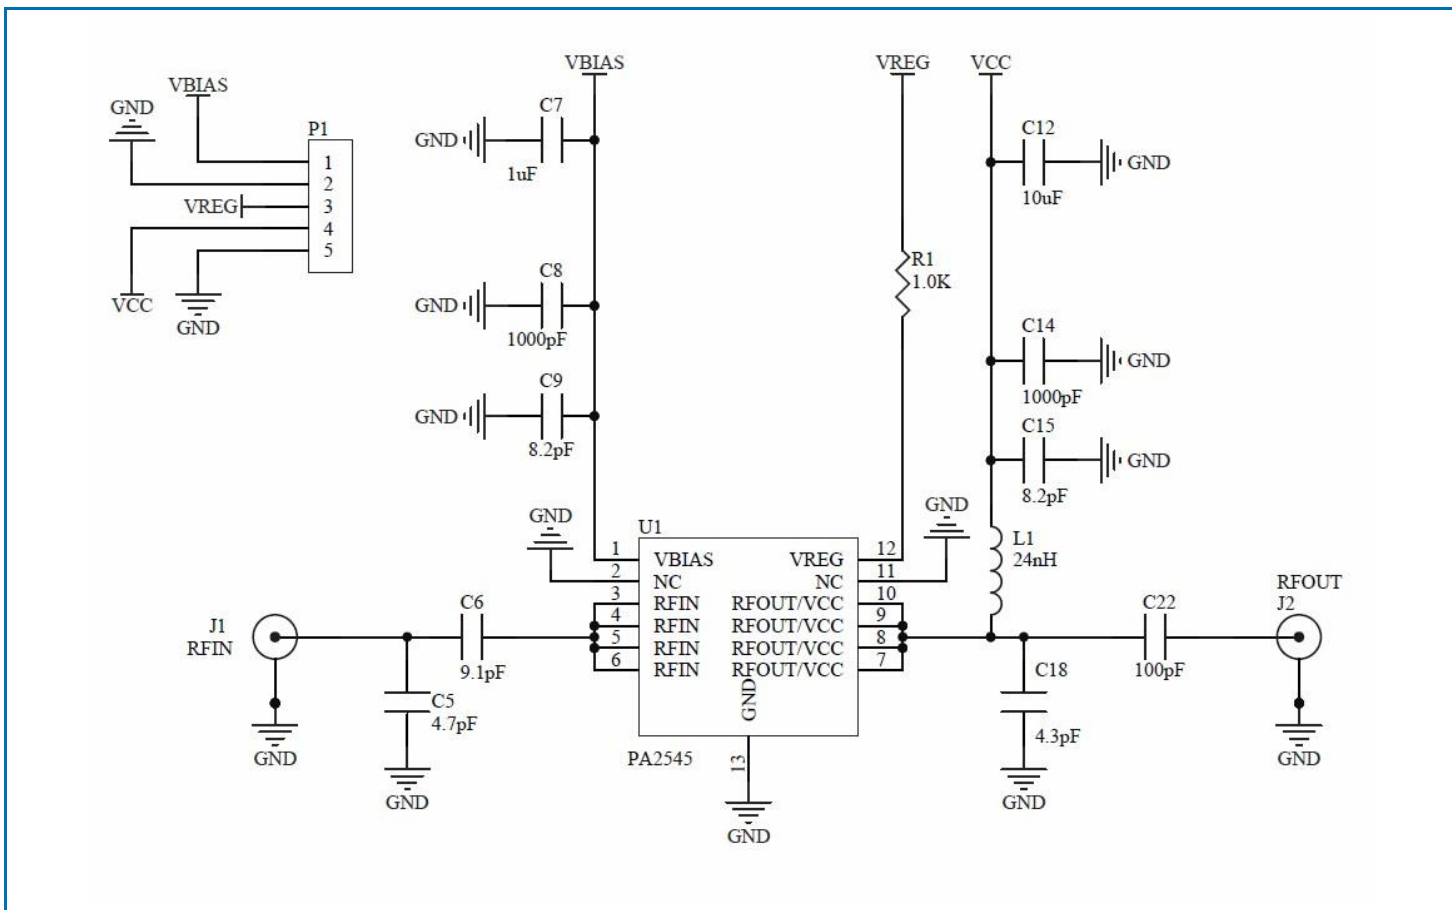 VBIAS
GND
P1
1
2
VREG
3
4
5
VCC
GND
VBIAS
C7
GND
1uF
C8
GND
1000pF
C9
GND
8.2pF
VREG
R1
1.0K
VCC
C12
GND
10uF
C14
GND
1000pF
C15
GND
8.2pF
L1
24nH
GND
GND
U1
1 VBIAS VREG 12
2 NC NC 11
3 RFIN RFOUT/VCC 10
4 RFIN RFOUT/VCC 9
5 RFIN RFOUT/VCC 8
6 RFIN RFOUT/VCC 7
GND
13
PA2545
GND
J1
RFIN
GND
C6
9.1pF
C5
4.7pF
GND
C18
4.3pF
GND
C22
100pF
RFOUT
J2
GND